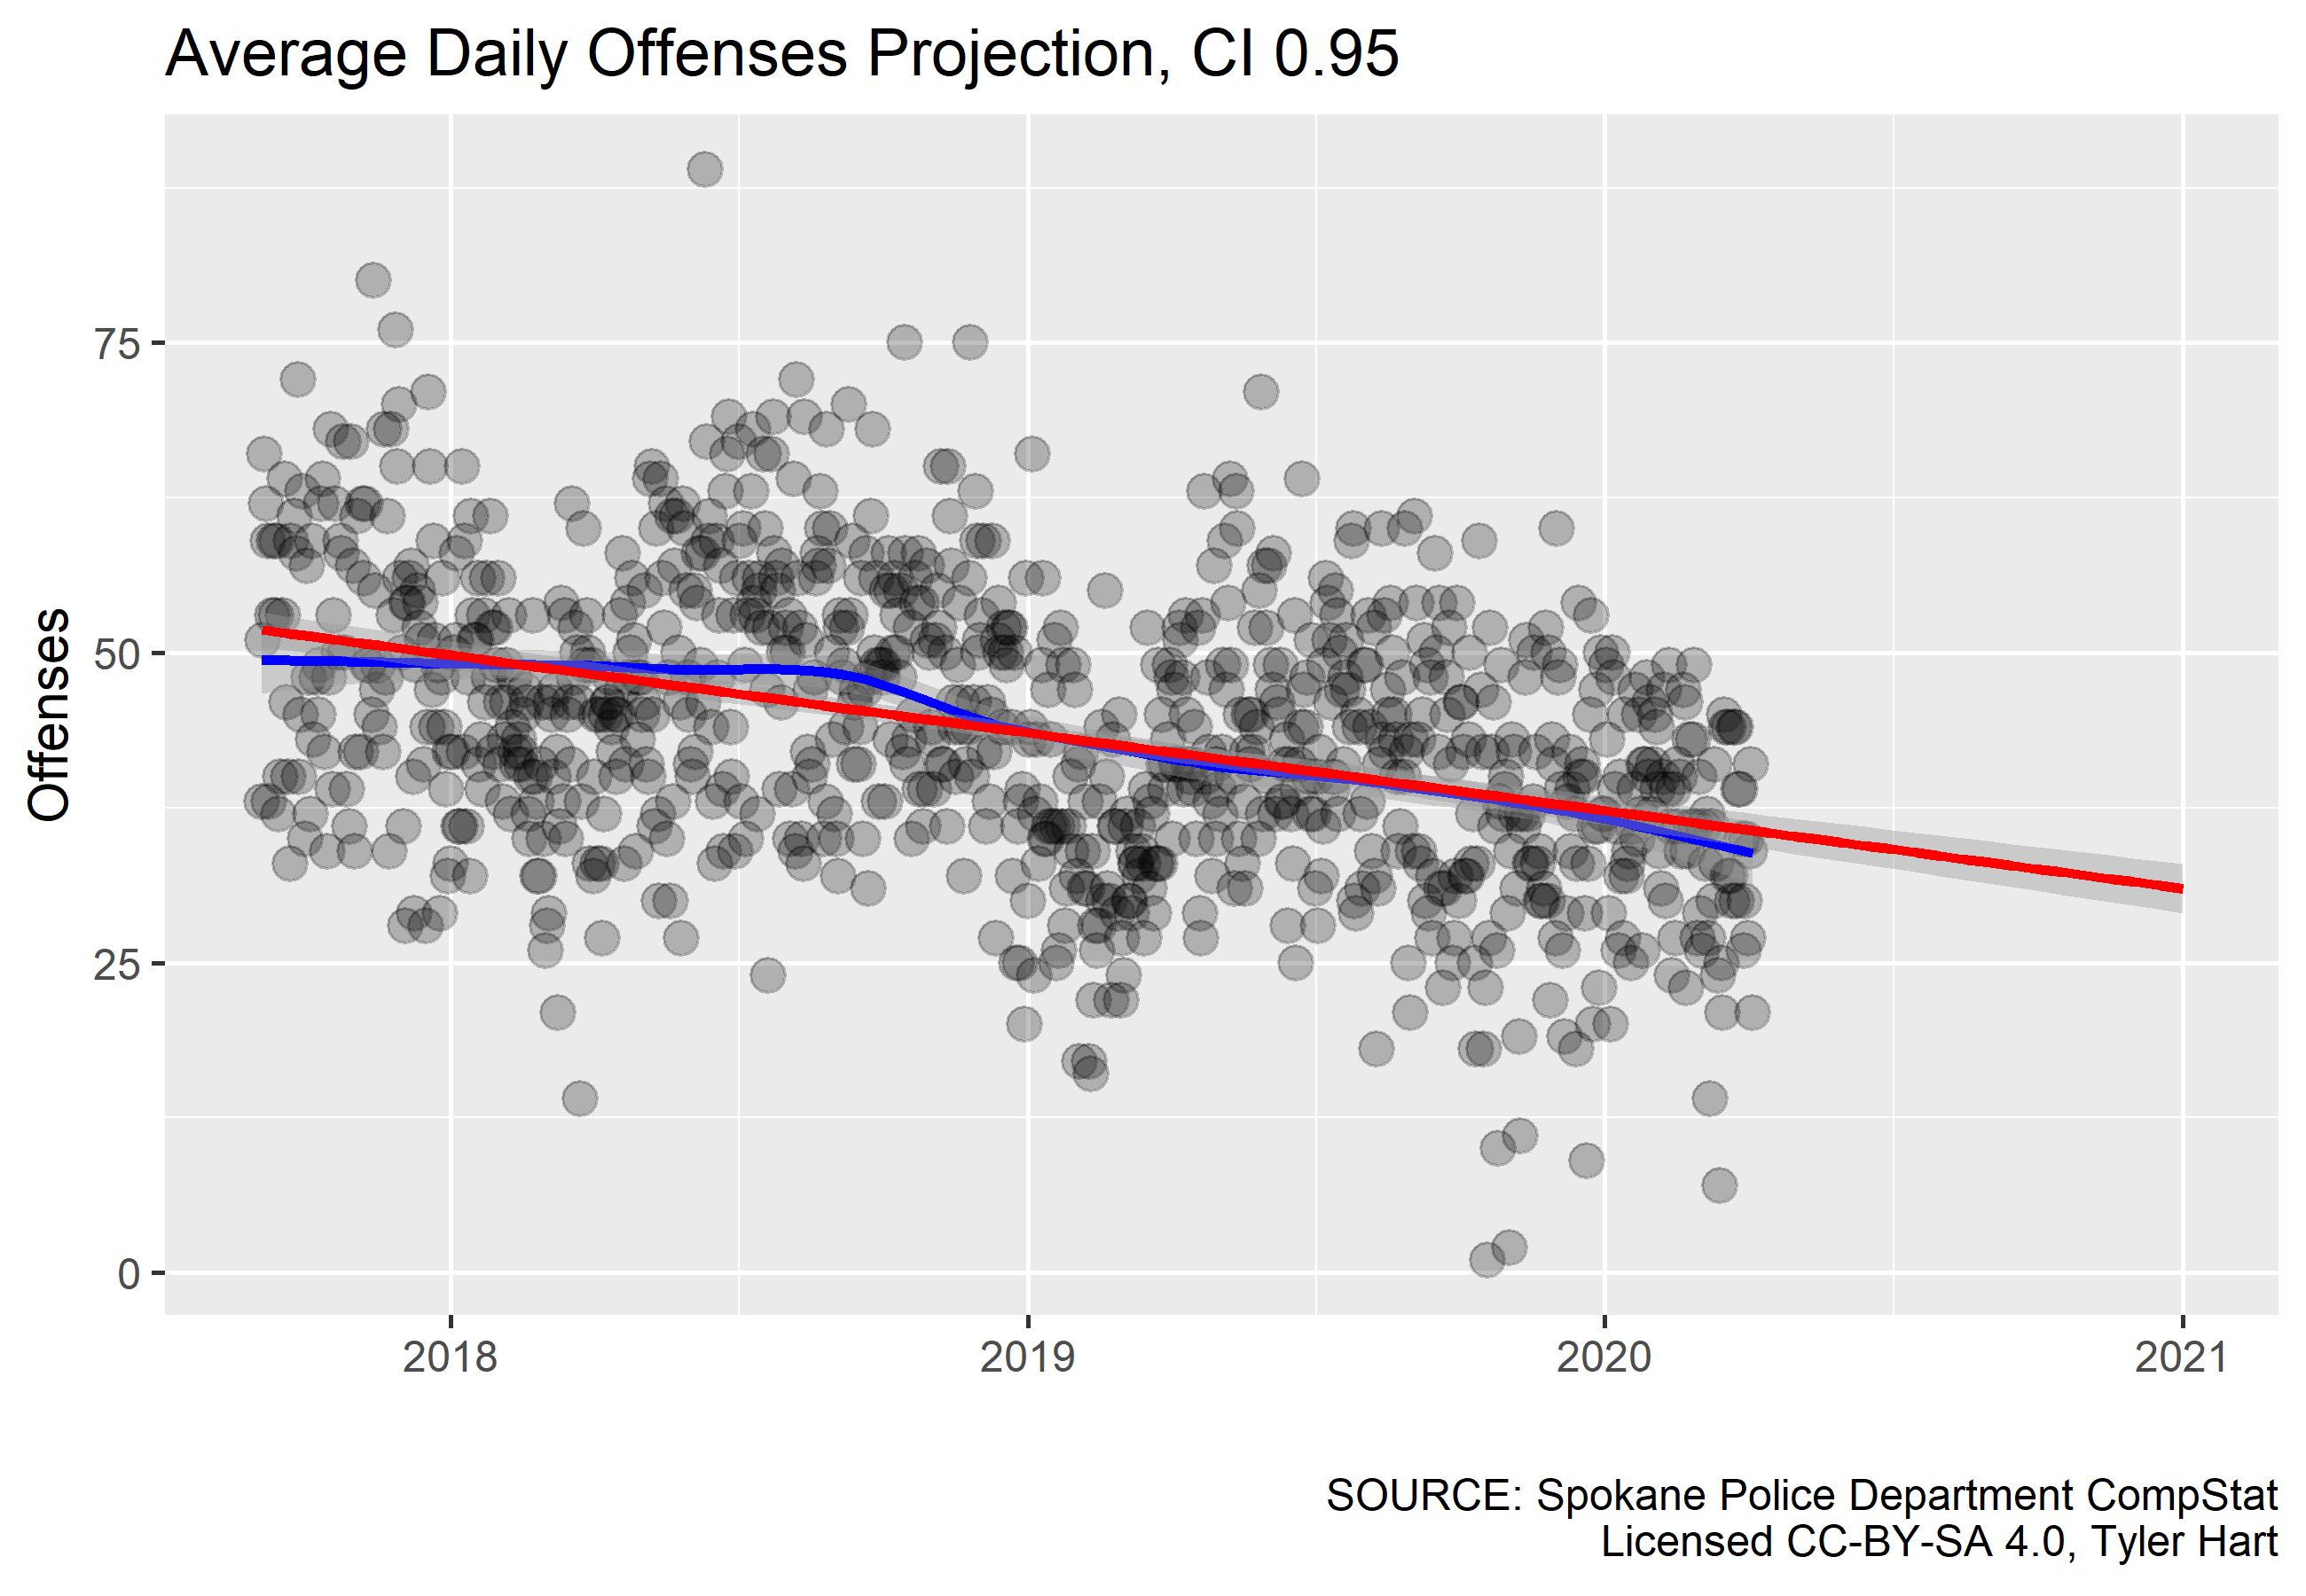 Average Daily Offenses Projection, CI 0.95
Offenses
75
50
25
0
2018 2019 2020 2021
SOURCE: Spokane Police Department CompStat
Licensed CC-BY-SA 4.0, Tyler Hart